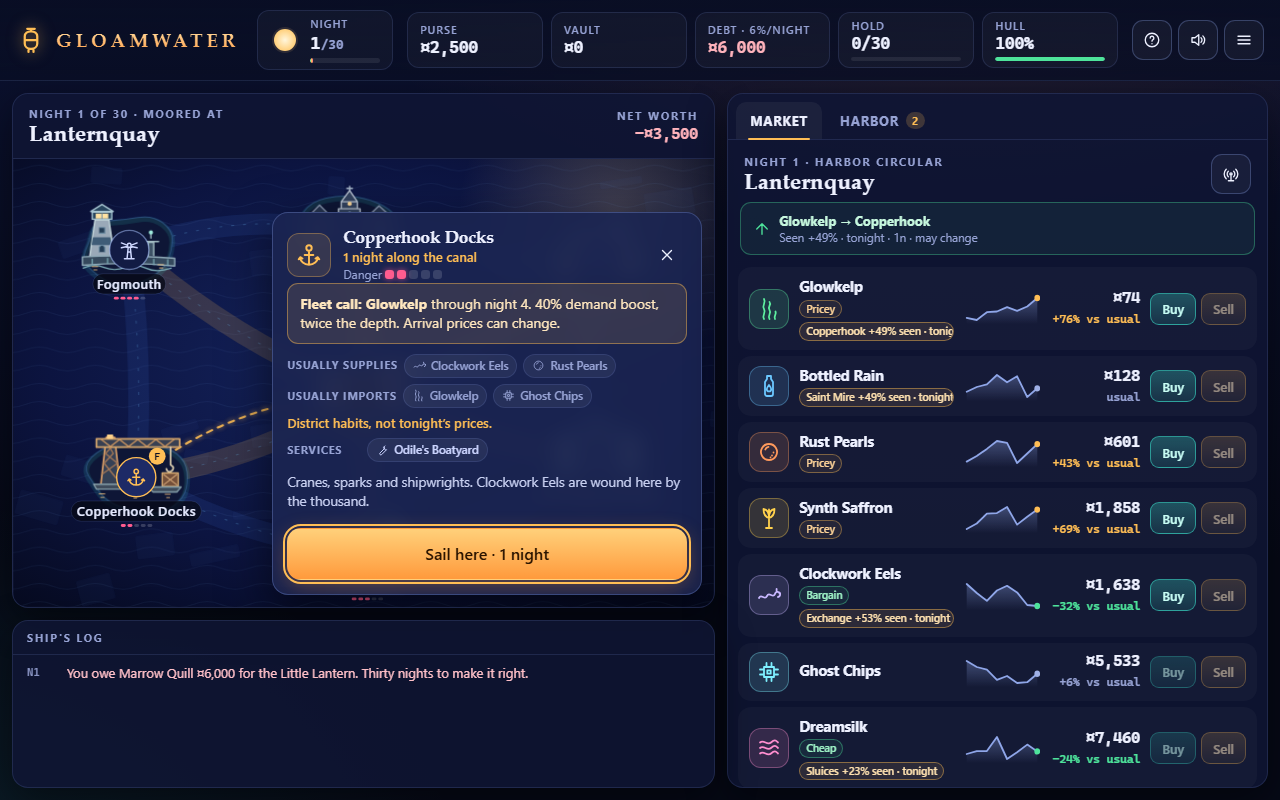 GLOAMWATER
NIGHT
1/30
PURSE
¤2,500
VAULT
¤0
DEBT · 6%/NIGHT
¤6,000
HOLD
0/30
HULL
100%
NIGHT 1 OF 30 · MOORED AT
Lanternquay
NET WORTH
−¤3,500
Fogmouth
F
Copperhook Docks
Copperhook Docks
1 night along the canal
Danger
Fleet call: Glowkelp through night 4. 40% demand boost,
twice the depth. Arrival prices can change.
USUALLY SUPPLIES Clockwork Eels Rust Pearls
USUALLY IMPORTS Glowkelp Ghost Chips
District habits, not tonight's prices.
SERVICES Odile's Boatyard
Cranes, sparks and shipwrights. Clockwork Eels are wound here by
the thousand.
Sail here · 1 night
SHIP'S LOG
N1 You owe Marrow Quill ¤6,000 for the Little Lantern. Thirty nights to make it right.
MARKET
HARBOR 2
NIGHT 1 · HARBOR CIRCULAR
Lanternquay
Glowkelp → Copperhook
Seen +49% · tonight · 1n · may change
Glowkelp
Pricey
Copperhook +49% seen · tonig
¤74
+76% vs usual
Buy Sell
Bottled Rain
Saint Mire +49% seen · tonight
¤128
usual
Buy Sell
Rust Pearls
Pricey
¤601
+43% vs usual
Buy Sell
Synth Saffron
Pricey
¤1,858
+69% vs usual
Buy Sell
Clockwork Eels
Bargain
Exchange +53% seen · tonight
¤1,638
−32% vs usual
Buy Sell
Ghost Chips
¤5,533
+6% vs usual
Buy Sell
Dreamsilk
Cheap
Sluices +23% seen · tonight
¤7,460
−24% vs usual
Buy Sell